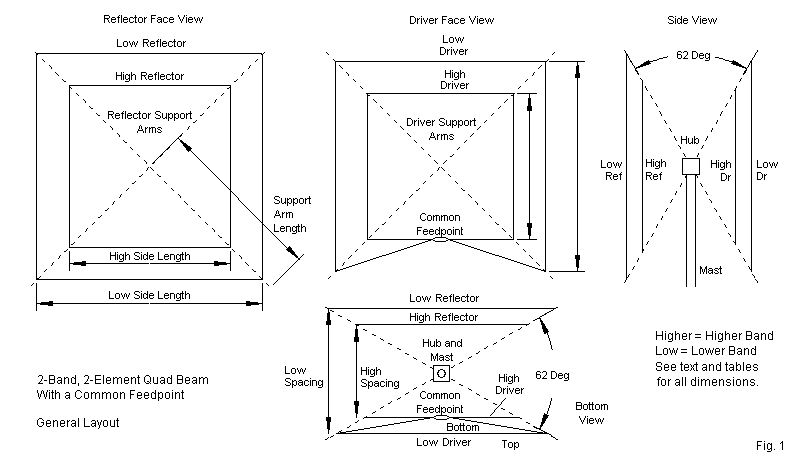 Reflector Face View
Low Reflector
High Reflector
Reflector Support
Arms
Support
Arm
Length
High Side Length
Low Side Length
Driver Face View
Low
Driver
High
Driver
Driver Support
Arms
Common
Feedpoint
Side View
62 Deg
Hub
Low
Ref
High
Ref
High
Dr
Low
Dr
Mast
Low Reflector
High Reflector
Hub and
Mast
Low
Spacing
High
Spacing
62 Deg
High
Driver
Common
Feedpoint
Bottom
Low Driver
Top
Bottom
View
2-Band, 2-Element Quad Beam
With a Common Feedpoint
General Layout
Higher = Higher Band
Low = Lower Band
See text and tables
for all dimensions.
Fig. 1